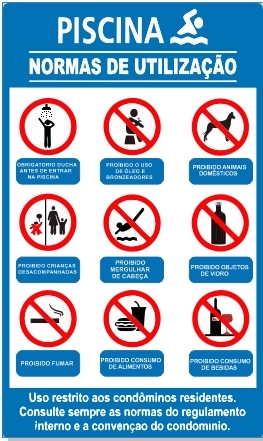 PISCINA
NORMAS DE UTILIZAÇÃO
OBRIGATÓRIO DUCHA
ANTES DE ENTRAR
NA PISCINA
PROIBIDO O USO
DE ÓLEO E
BRONZEADORES
PROIBIDO ANIMAIS
DOMÉSTICOS
PROIBIDO CRIANÇAS
DESACOMPANHADAS
PROIBIDO
MERGULHAR
DE CABEÇA
PROIBIDO OBJETOS
DE VIDRO
PROIBIDO FUMAR
PROIBIDO CONSUMO
DE ALIMENTOS
PROIBIDO CONSUMO
DE BEBIDAS
Uso restrito aos condôminos residentes.
Consulte sempre as normas do regulamento
interno e a convençao do condomínio.